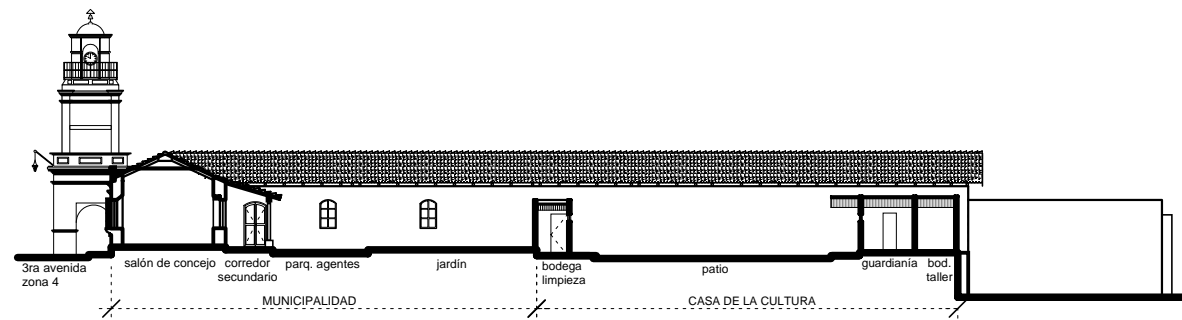 3ra avenida
zona 4
salón de concejo
corredor
secundario
parq. agentes
jardín
bodega
limpieza
patio
guardianía
bod.
taller
MUNICIPALIDAD
CASA DE LA CULTURA